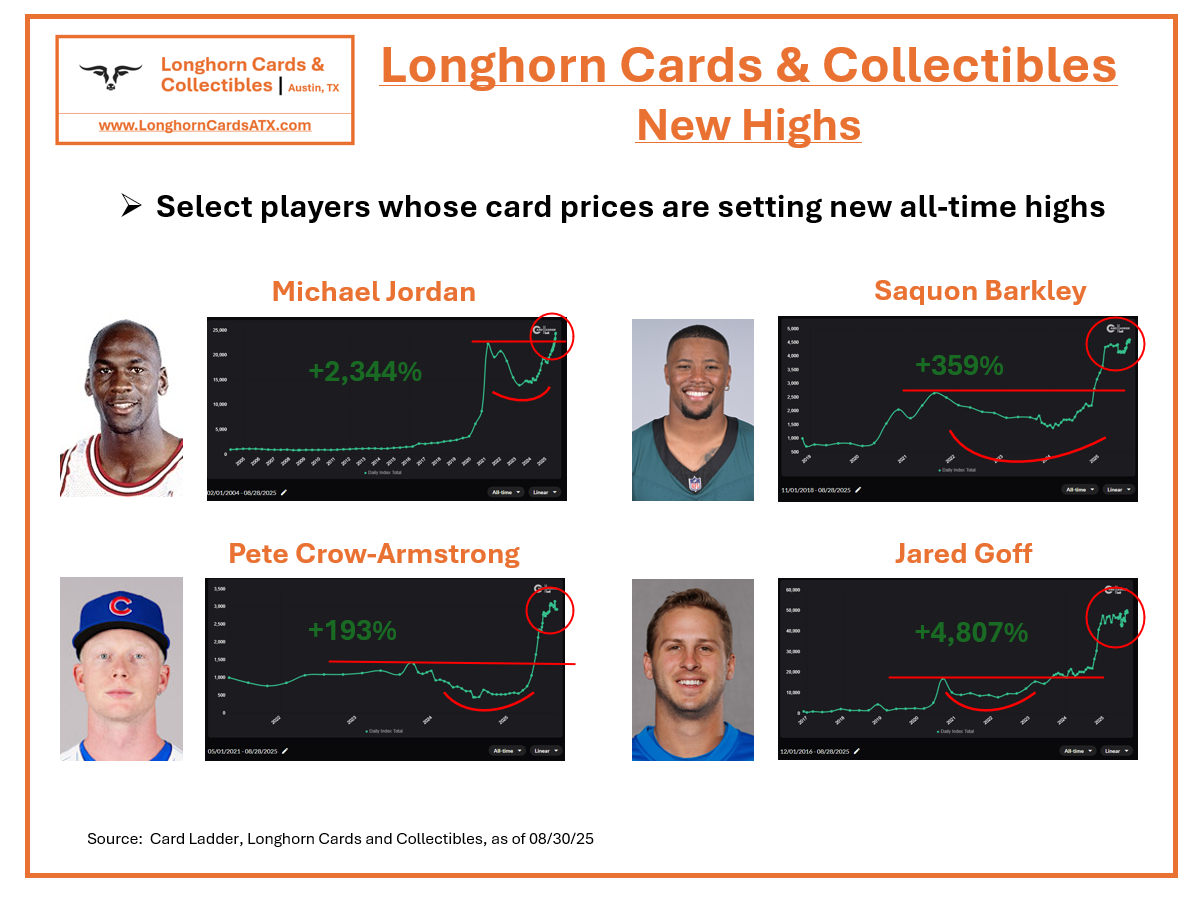 Longhorn Cards &
Collectibles | Austin, TX
www.LonghornCardsATX.com
Longhorn Cards & Collectibles
New Highs
➢ Select players whose card prices are setting new all-time highs
Michael Jordan
25,000
20,000
15,000
10,000
5,000
0
+2,344%
2005 2006 2007 2008 2009 2010 2011 2012 2013 2014 2015 2016 2017 2018 2019 2020 2021 2022 2023 2024 2025
Daily Index Total
02/01/2004 - 08/28/2025
All-time
Linear
Saquon Barkley
5,000
4,500
4,000
3,500
3,000
2,500
2,000
1,500
1,000
500
+359%
2019 2020 2021 2022 2023 2024 2025
Daily Index Total
11/01/2018 - 08/28/2025
All-time
Linear
Pete Crow-Armstrong
3,500
3,000
2,500
2,000
1,500
1,000
500
0
+193%
2022 2023 2024 2025
Daily Index Total
05/01/2021 - 08/28/2025
All-time
Linear
Jared Goff
60,000
50,000
40,000
30,000
20,000
10,000
0
+4,807%
2017 2018 2019 2020 2021 2022 2023 2024 2025
Daily Index Total
12/01/2016 - 08/28/2025
All-time
Linear
Source: Card Ladder, Longhorn Cards and Collectibles, as of 08/30/25